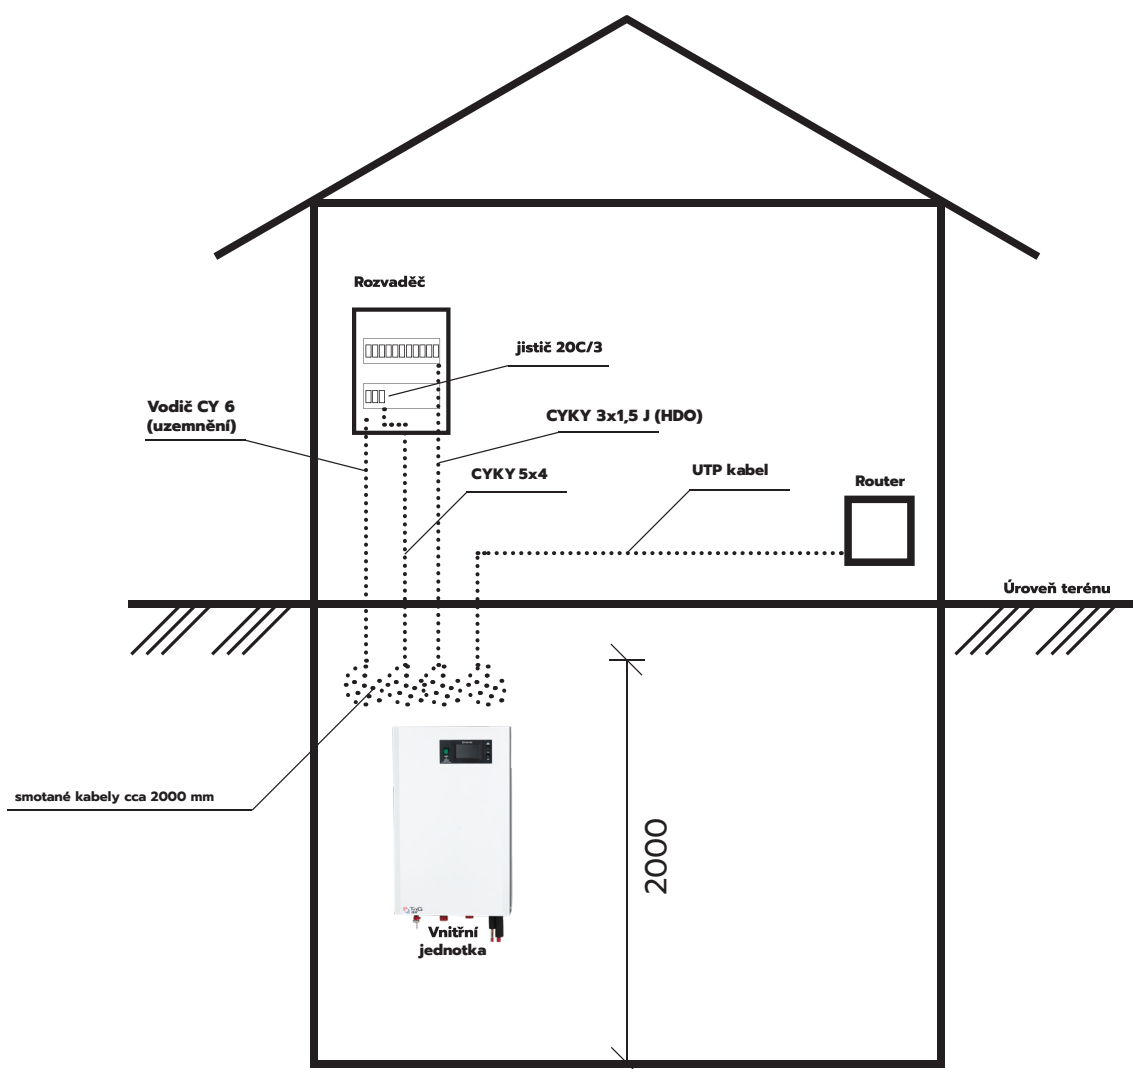 Rozvaděč
jistič 20C/3
Vodič CY 6
(uzemnění)
CYKY 3x1,5 J (HDO)
CYKY 5x4
UTP kabel
Router
Úroveň terénu
smotané kabely cca 2000 mm
2000
Vnitřní
jednotka